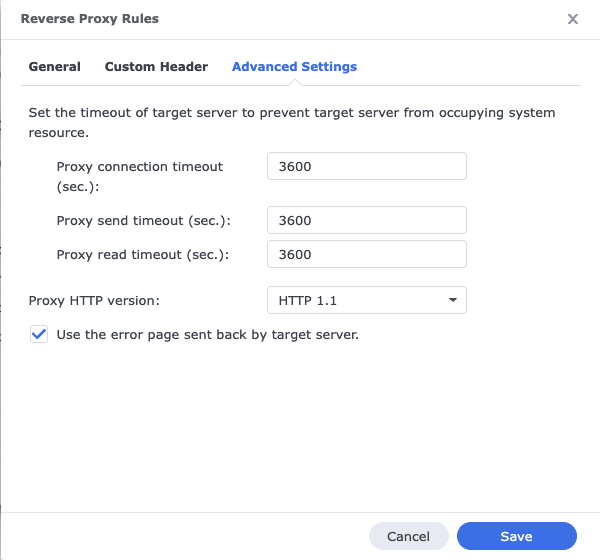 Reverse Proxy Rules
General Custom Header Advanced Settings
Set the timeout of target server to prevent target server from occupying system
resource.
Proxy connection timeout
(sec.):
3600
Proxy send timeout (sec.): 3600
Proxy read timeout (sec.): 3600
Proxy HTTP version: HTTP 1.1
Use the error page sent back by target server.
Cancel Save